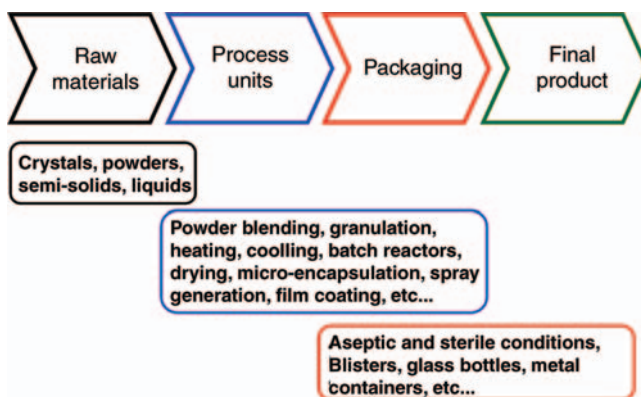 Raw
materials
Process
units
Packaging
Final
product
Crystals, powders,
semi-solids, liquids
Powder blending, granulation,
heating, coolling, batch reactors,
drying, micro-encapsulation, spray
generation, film coating, etc...
Aseptic and sterile conditions,
Blisters, glass bottles, metal
containers, etc...